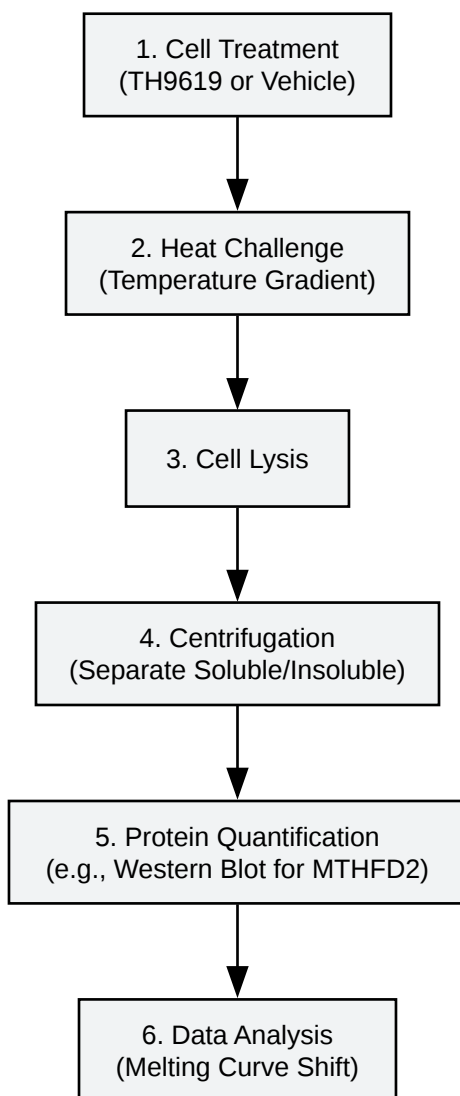 1. Cell Treatment
(TH9619 or Vehicle)
2. Heat Challenge
(Temperature Gradient)
3. Cell Lysis
4. Centrifugation
(Separate Soluble/Insoluble)
5. Protein Quantification
(e.g., Western Blot for MTHFD2)
6. Data Analysis
(Melting Curve Shift)